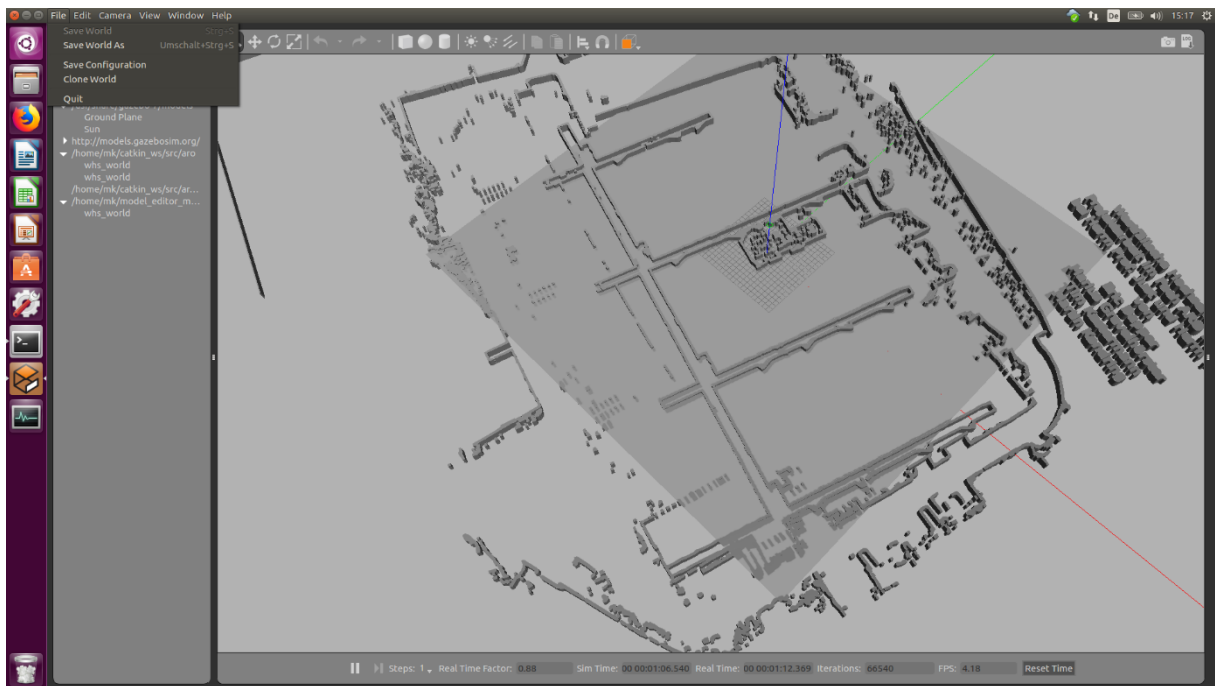 File Edit Camera View Window Help
De 15:17
Save World Strg+S
Save World As Umschalt+Strg+S
Save Configuration
Clone World
Quit
Ground Plane
Sun
http://models.gazebosim.org/
/home/mk/catkin_ws/src/aro
whs_world
whs_world
/home/mk/catkin_ws/src/ar...
/home/mk/model_editor_m...
whs_world
Steps: 1 Real Time Factor: 0.88 Sim Time: 00 00:01:06.540 Real Time: 00 00:01:12.369 Iterations: 66540 FPS: 4.18 Reset Time